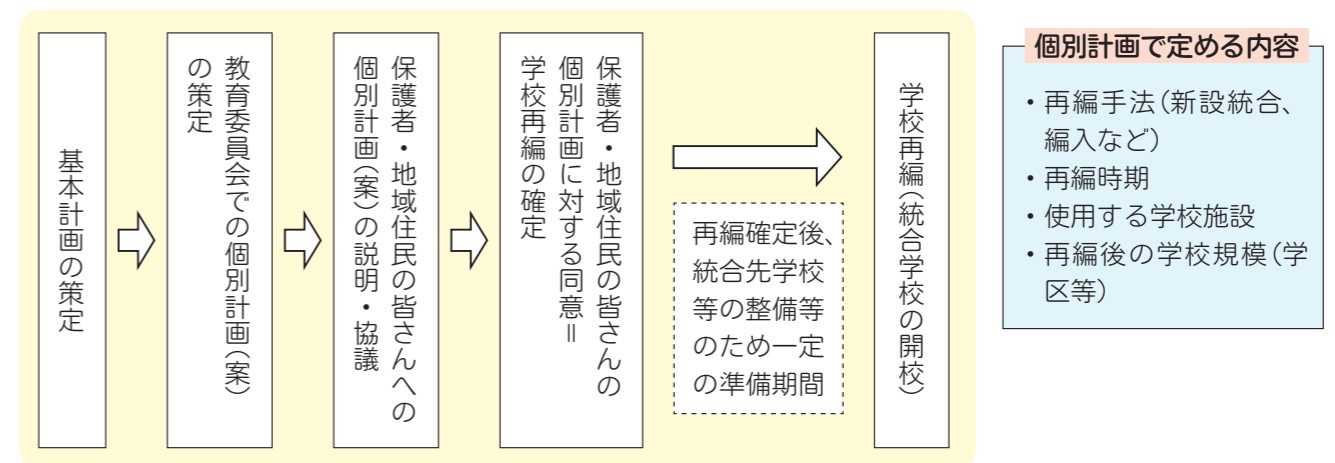 基本計画の策定
教育委員会での個別計画（案）
の策定
保護者・地域住民の皆さんへの
個別計画（案）の説明・協議
保護者・地域住民の皆さんの
個別計画に対する同意＝
学校再編の確定
再編確定後、
統合先学校
等の整備等
のため一定
の準備期間
学校再編（統合学校の開校）
個別計画で定める内容
・再編手法（新設統合、
編入など）
・再編時期
・使用する学校施設
・再編後の学校規模（学
区等）